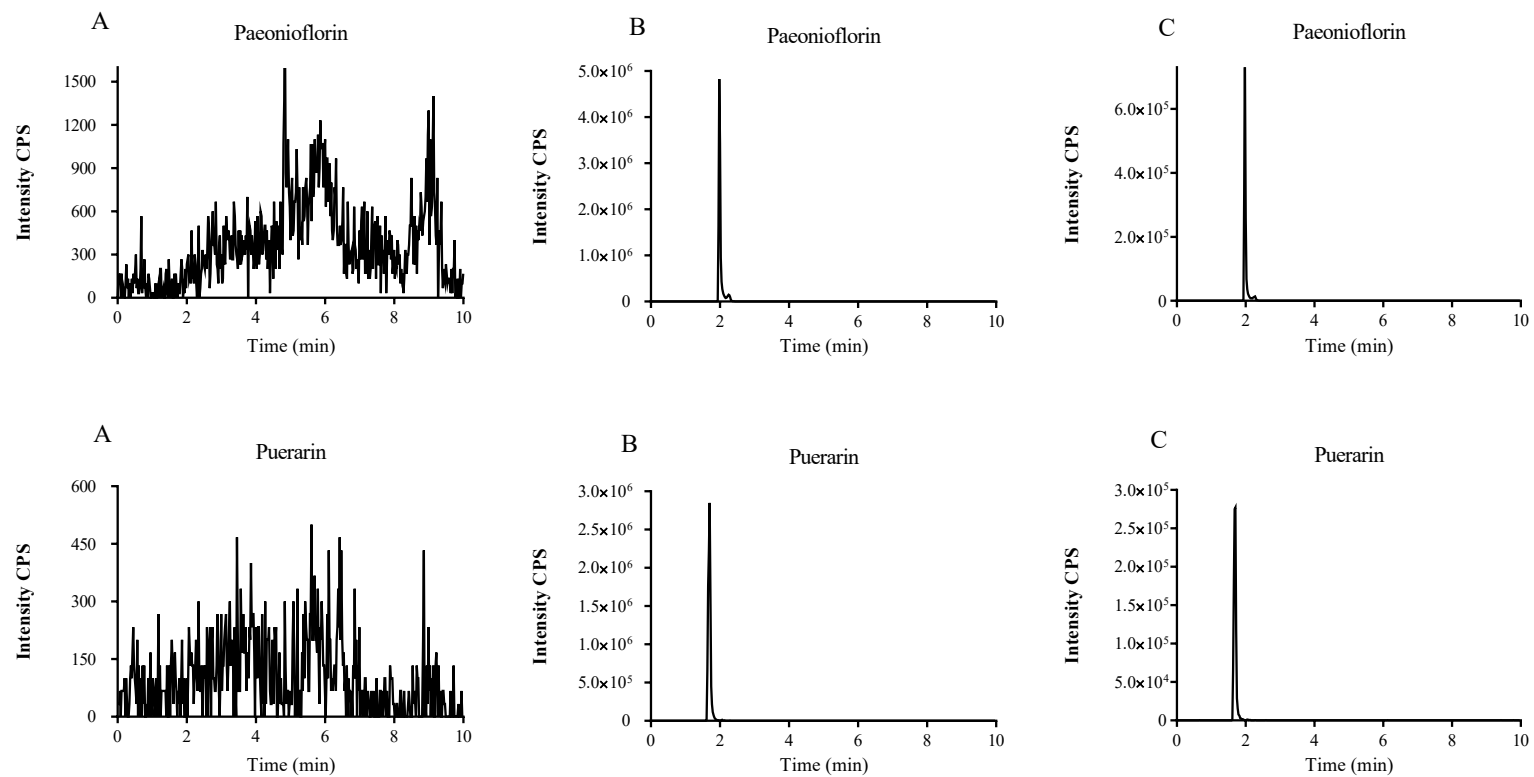 A
Paeonioflorin
Intensity CPS
1500
1200
900
600
300
0
0 2 4 6 8 10
Time (min)
B
Paeonioflorin
Intensity CPS
5.0×10⁶
4.0×10⁶
3.0×10⁶
2.0×10⁶
1.0×10⁶
0
0 2 4 6 8 10
Time (min)
C
Paeonioflorin
Intensity CPS
6.0×10⁵
4.0×10⁵
2.0×10⁵
0
0 2 4 6 8 10
Time (min)
A
Puerarin
Intensity CPS
600
450
300
150
0
0 2 4 6 8 10
Time (min)
B
Puerarin
Intensity CPS
3.0×10⁶
2.5×10⁶
2.0×10⁶
1.5×10⁶
1.0×10⁶
5.0×10⁵
0
0 2 4 6 8 10
Time (min)
C
Puerarin
Intensity CPS
3.0×10⁵
2.5×10⁵
2.0×10⁵
1.5×10⁵
1.0×10⁵
5.0×10⁴
0
0 2 4 6 8 10
Time (min)